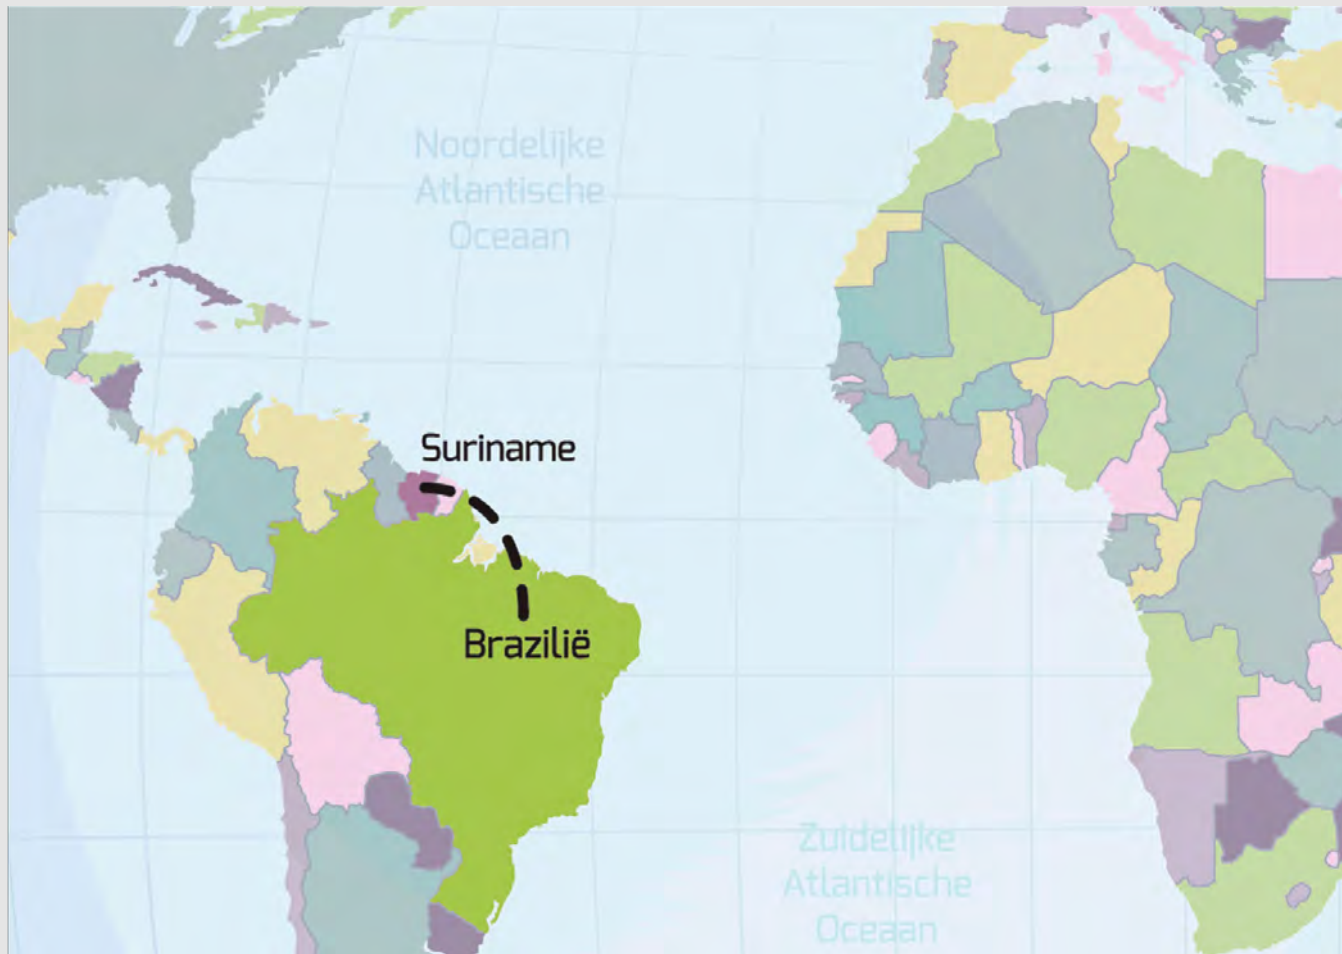 Noordelijke
Atlantische
Oceaan
Suriname
Brazilië
Zuidelijke
Atlantische
Oceaan